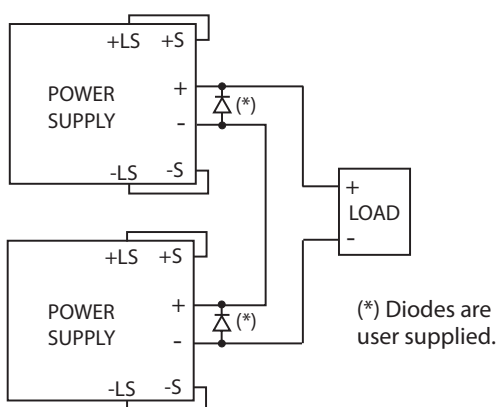 +LS +S
POWER
SUPPLY
+
-
(*)
-LS -S
+
LOAD
-
+LS +S
POWER
SUPPLY
+
-
(*)
-LS -S
(*) Diodes are
user supplied.